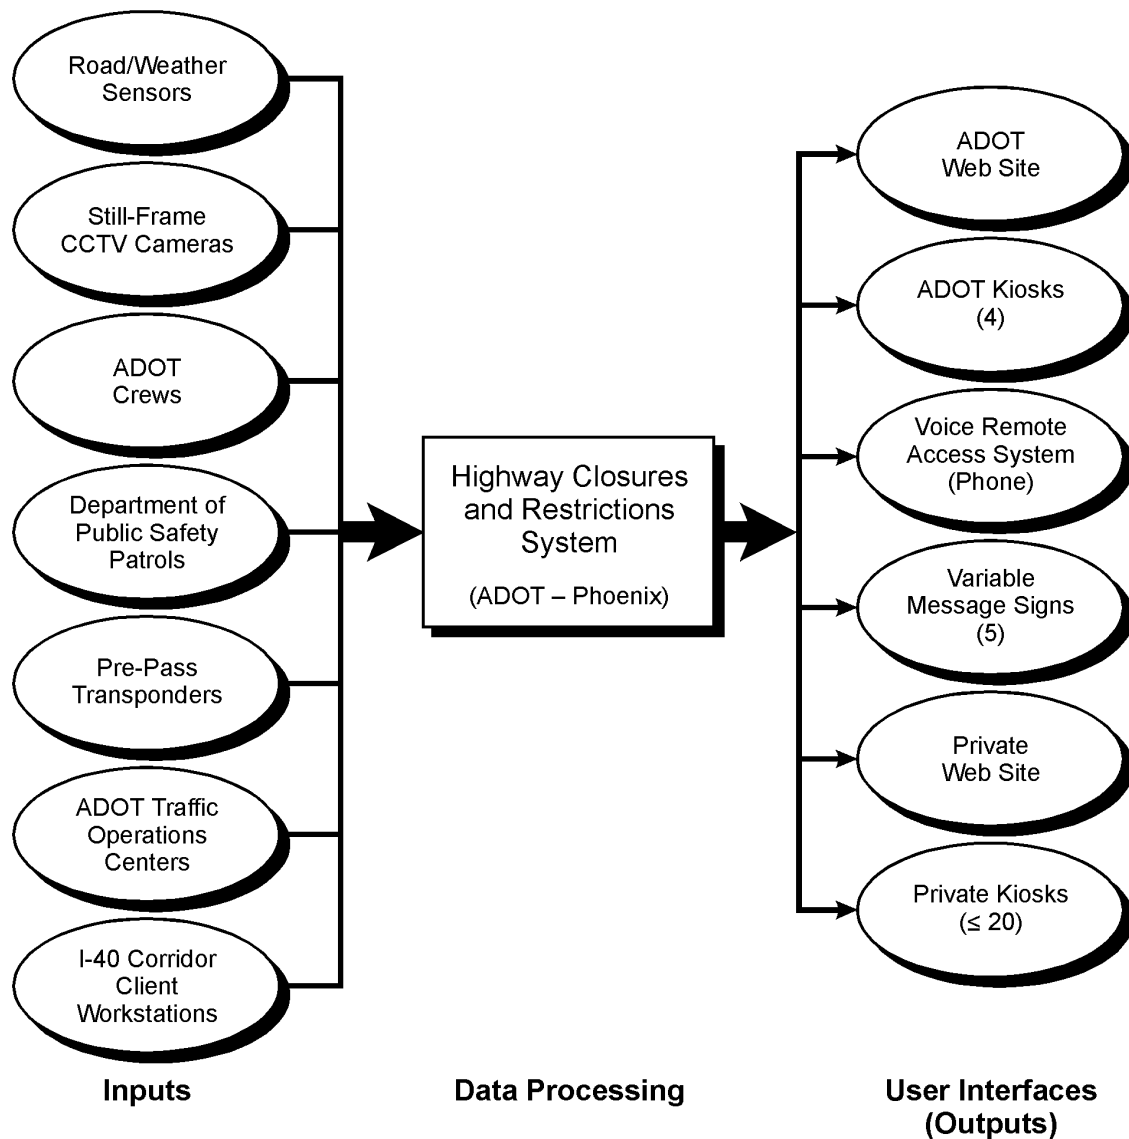 Road/Weather
Sensors
Still-Frame
CCTV Cameras
ADOT
Crews
Department of
Public Safety
Patrols
Pre-Pass
Transponders
ADOT Traffic
Operations
Centers
I-40 Corridor
Client
Workstations
Inputs
Highway Closures
and Restrictions
System
(ADOT – Phoenix)
Data Processing
ADOT
Web Site
ADOT Kiosks
(4)
Voice Remote
Access System
(Phone)
Variable
Message Signs
(5)
Private
Web Site
Private Kiosks
(≤ 20)
User Interfaces
(Outputs)